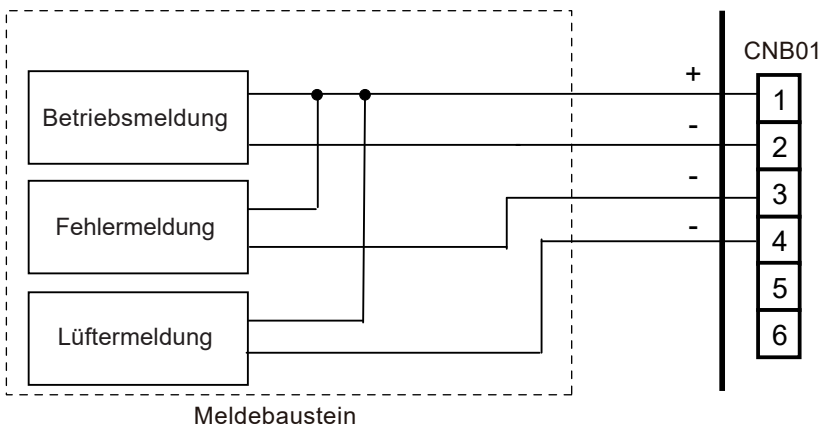 CNB01
+
1
Betriebsmeldung
-
2
-
3
Fehlermeldung
-
4
5
Lüftermeldung
6
Meldebaustein